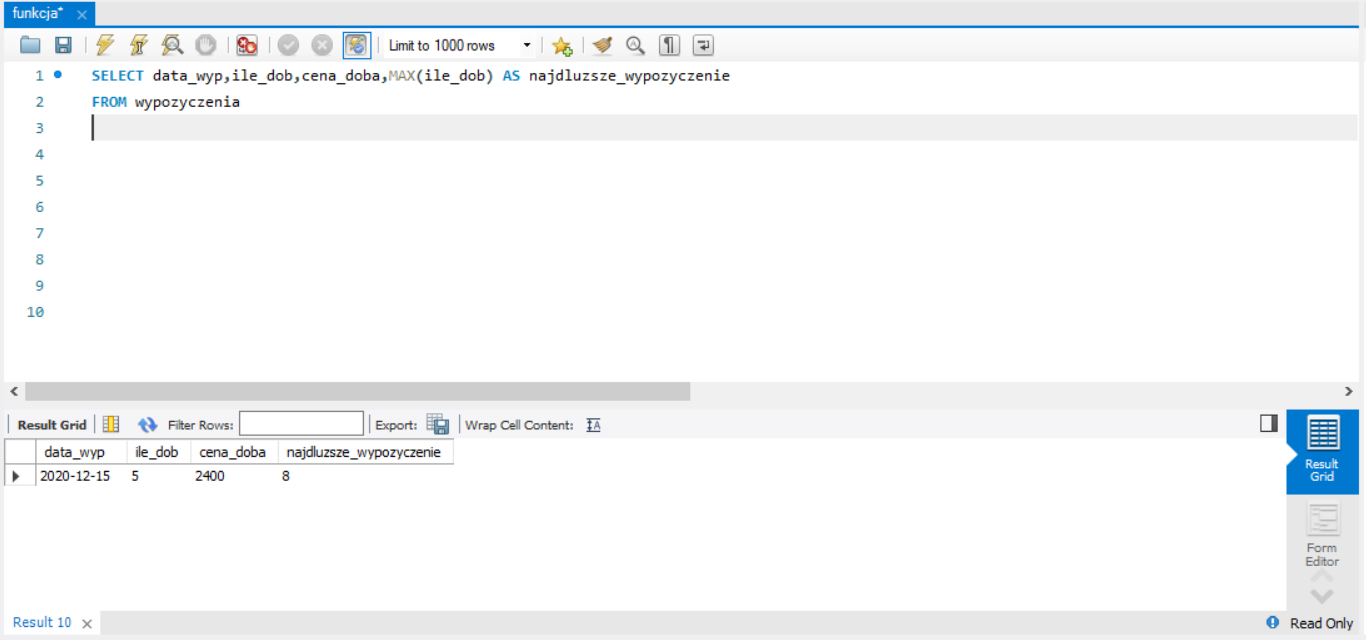 funkcja*
Limit to 1000 rows
1 SELECT data_wyp,ile_dob,cena_doba,MAX(ile_dob) AS najdluzsze_wypozyczenie
2 FROM wypozyczenia
3
4
5
6
7
8
9
10
Result Grid Filter Rows: Export: Wrap Cell Content:
data_wyp ile_dob cena_doba najdluzsze_wypozyczenie
2020-12-15 5 2400 8
Result
Grid
Form
Editor
Result 10 Read Only